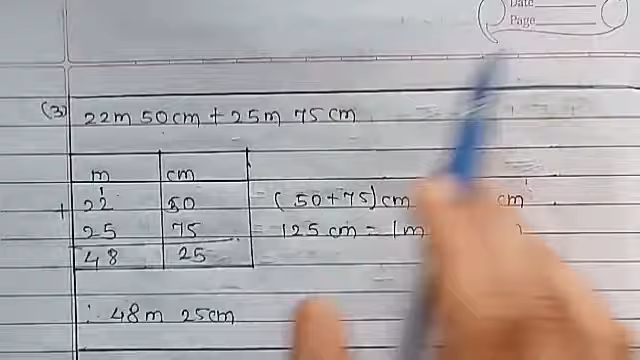 Date
Page
(3) 22m 50cm + 25m 75cm
m cm
1
+ 22 50 (50+75)cm cm
25 75 = 125 cm = 1m
48 25
∴ 48m 25cm